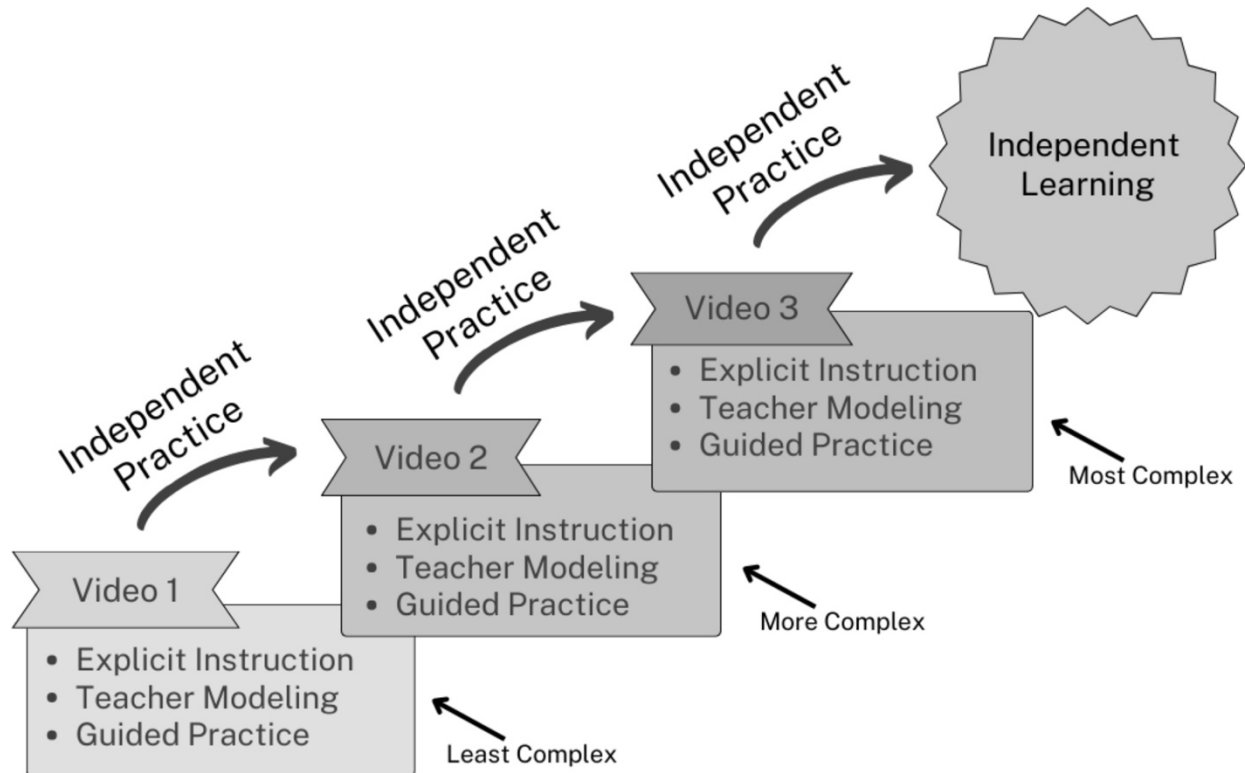 Independent
Practice
Independent
Learning
Independent
Practice
Video 3
• Explicit Instruction
• Teacher Modeling
• Guided Practice
Most Complex
Independent
Practice
Video 2
• Explicit Instruction
• Teacher Modeling
• Guided Practice
More Complex
Video 1
• Explicit Instruction
• Teacher Modeling
• Guided Practice
Least Complex